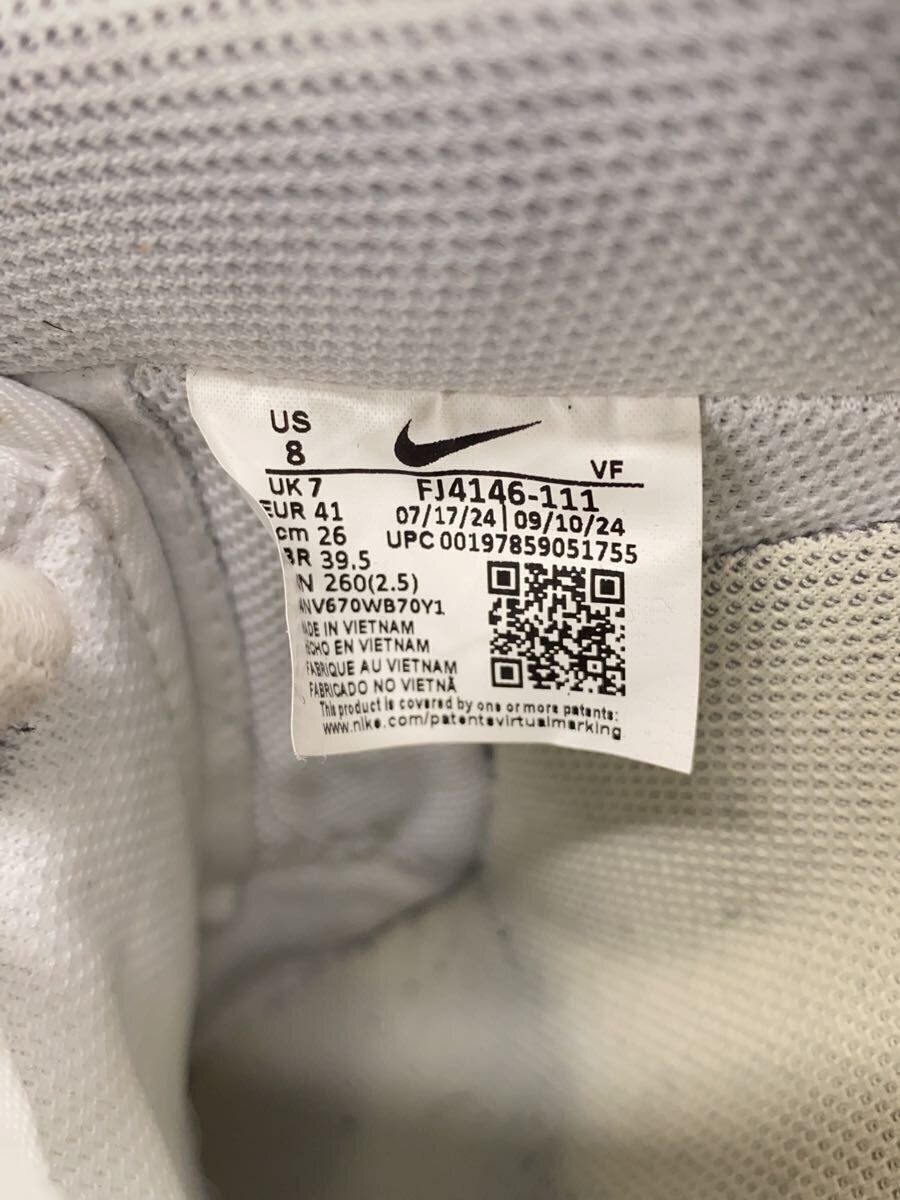 US
8
VF
UK 7
FJ4146-111
EUR 41
07/17/24 | 09/10/24
cm 26
UPC 00197859051755
BR 39.5
260(2.5)
MADE IN VIETNAM
HECHO EN VIETNAM
FABRIQUE AU VIETNAM
FABRICADO NO VIETNÃ
This product is covered by one or more patents:
www.nike.com/patentsvirtualmarking